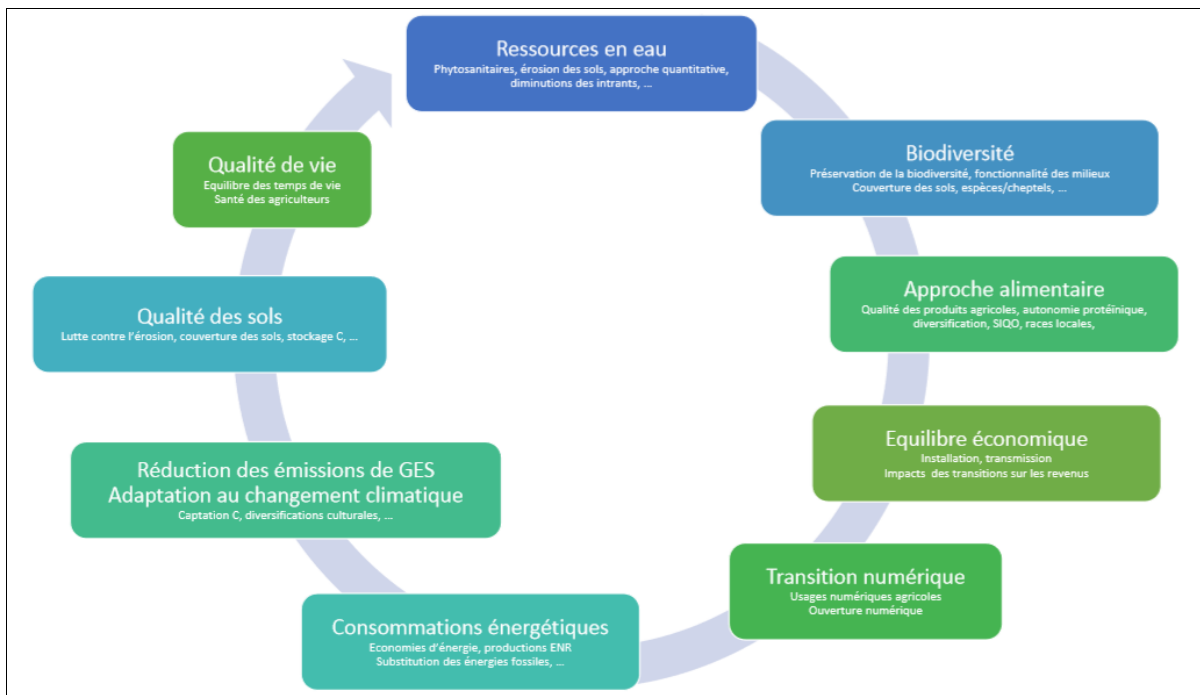 Ressources en eau
Phytosanitaires, érosion des sols, approche quantitative,
diminutions des intrants, ...
Biodiversité
Préservation de la biodiversité, fonctionnalité des milieux
Couverture des sols, espèces/cheptels, ...
Approche alimentaire
Qualité des produits agricoles, autonomie protéïnique,
diversification, SIQO, races locales,
Equilibre économique
Installation, transmission
Impacts des transitions sur les revenus
Transition numérique
Usages numériques agricoles
Ouverture numérique
Consommations énergétiques
Economies d'énergie, productions ENR
Substitution des énergies fossiles, ...
Réduction des émissions de GES
Adaptation au changement climatique
Captation C, diversifications culturales, ...
Qualité des sols
Lutte contre l'érosion, couverture des sols, stockage C, ...
Qualité de vie
Equilibre des temps de vie
Santé des agriculteurs